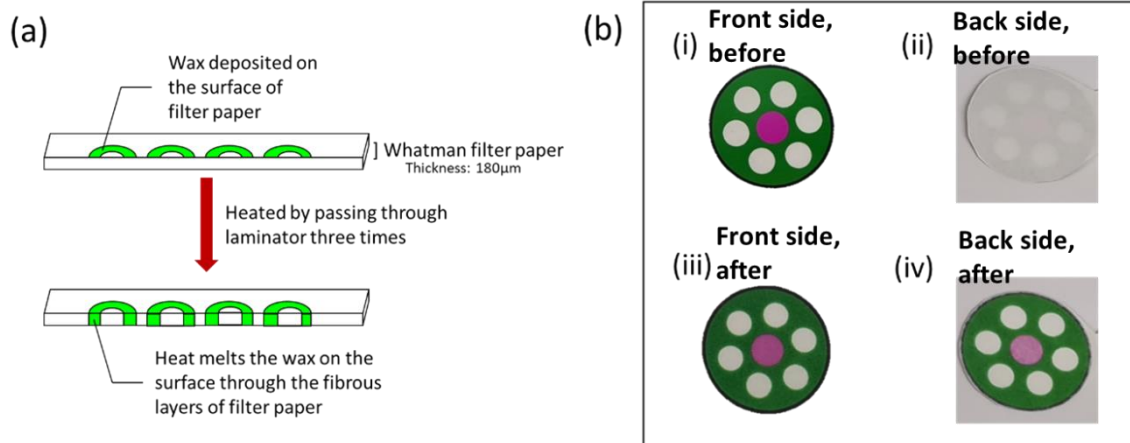 (a)
Wax deposited on
the surface of
filter paper
] Whatman filter paper
Thickness: 180µm
Heated by passing through
laminator three times
Heat melts the wax on the
surface through the fibrous
layers of filter paper
(b)
(i)
Front side,
before
(ii)
Back side,
before
(iii)
Front side,
after
(iv)
Back side,
after